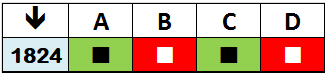 🡻 A B C D
1824 ■ ■ ■ ■